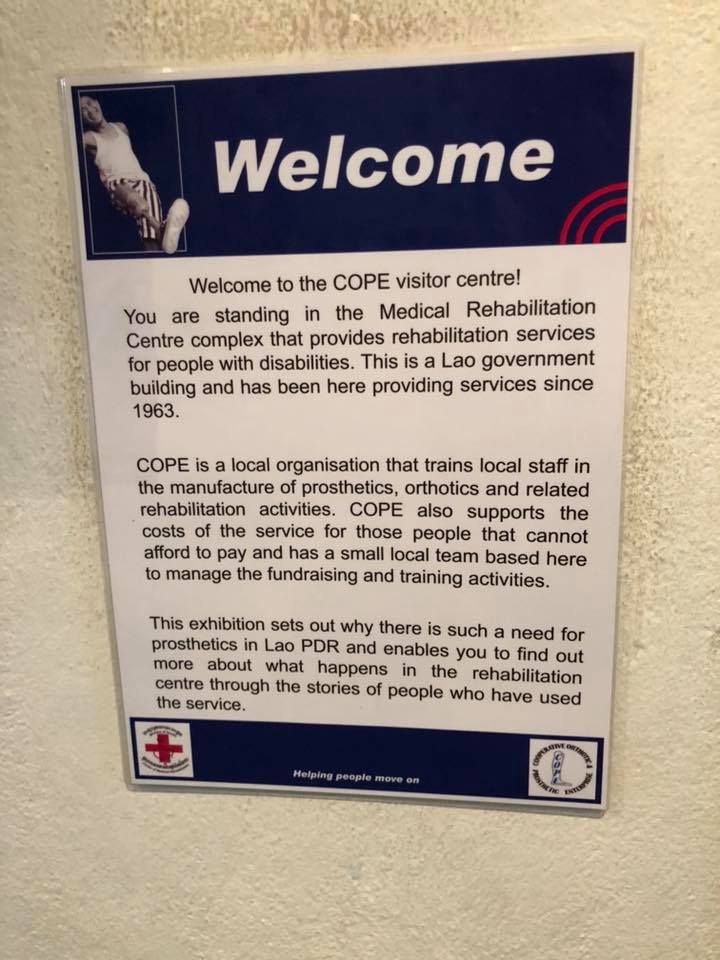 Welcome
Welcome to the COPE visitor centre!
You are standing in the Medical Rehabilitation
Centre complex that provides rehabilitation services
for people with disabilities. This is a Lao government
building and has been here providing services since
1963.
COPE is a local organisation that trains local staff in
the manufacture of prosthetics, orthotics and related
rehabilitation activities. COPE also supports the
costs of the service for those people that cannot
afford to pay and has a small local team based here
to manage the fundraising and training activities.
This exhibition sets out why there is such a need for
prosthetics in Lao PDR and enables you to find out
more about what happens in the rehabilitation
centre through the stories of people who have used
the service.
Helping people move on
COOPERATIVE ORTHOTIC &
PROSTHETIC ENTERPRISE
COPE